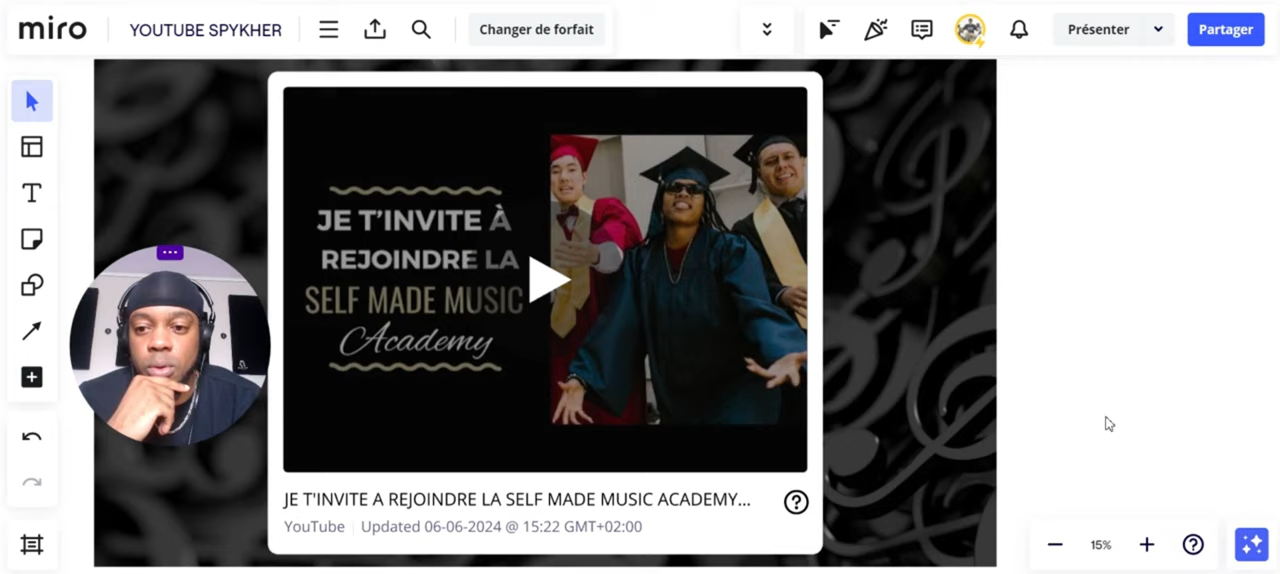 miro
YOUTUBE SPYKHER
Changer de forfait
Présenter
Partager
JE T'INVITE À
REJOINDRE LA
SELF MADE MUSIC
Academy
JE T'INVITE A REJOINDRE LA SELF MADE MUSIC ACADEMY...
YouTube
Updated 06-06-2024 @ 15:22 GMT+02:00
15%